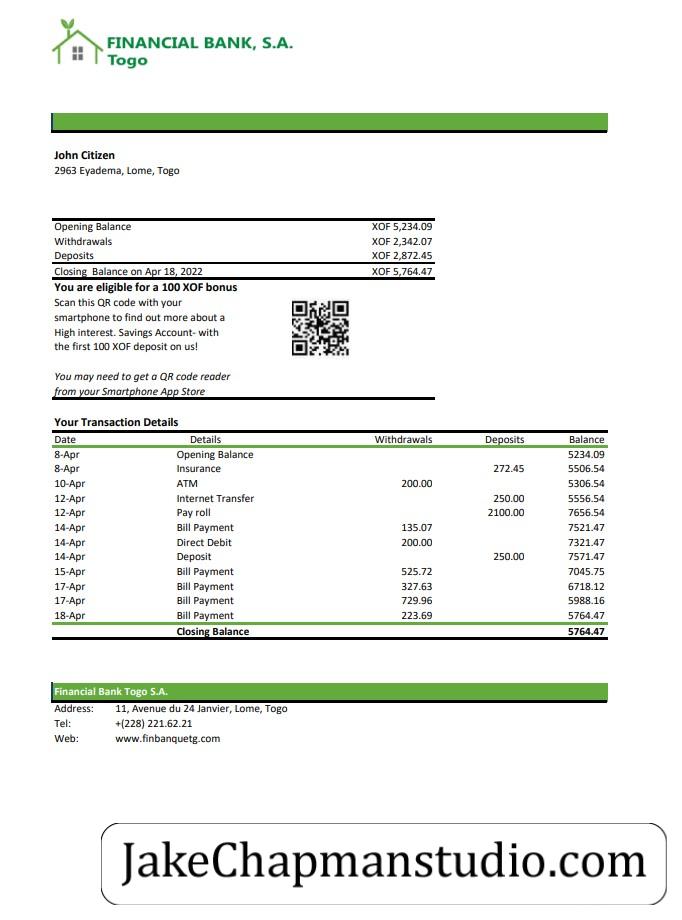 FINANCIAL BANK, S.A.
Togo
John Citizen
2963 Eyadema, Lome, Togo
Opening Balance XOF 5,234.09
Withdrawals XOF 2,342.07
Deposits XOF 2,872.45
Closing Balance on Apr 18, 2022 XOF 5,764.47
You are eligible for a 100 XOF bonus
Scan this QR code with your
smartphone to find out more about a
High interest. Savings Account- with
the first 100 XOF deposit on us!
You may need to get a QR code reader
from your Smartphone App Store
Your Transaction Details
Date Details Withdrawals Deposits Balance
8-Apr Opening Balance 5234.09
8-Apr Insurance 272.45 5506.54
10-Apr ATM 200.00 5306.54
12-Apr Internet Transfer 250.00 5556.54
12-Apr Pay roll 2100.00 7656.54
14-Apr Bill Payment 135.07 7521.47
14-Apr Direct Debit 200.00 7321.47
14-Apr Deposit 250.00 7571.47
15-Apr Bill Payment 525.72 7045.75
17-Apr Bill Payment 327.63 6718.12
17-Apr Bill Payment 729.96 5988.16
18-Apr Bill Payment 223.69 5764.47
Closing Balance 5764.47
Financial Bank Togo S.A.
Address: 11, Avenue du 24 Janvier, Lome, Togo
Tel: +(228) 221.62.21
Web: www.finbanquetg.com
JakeChapmanstudio.com